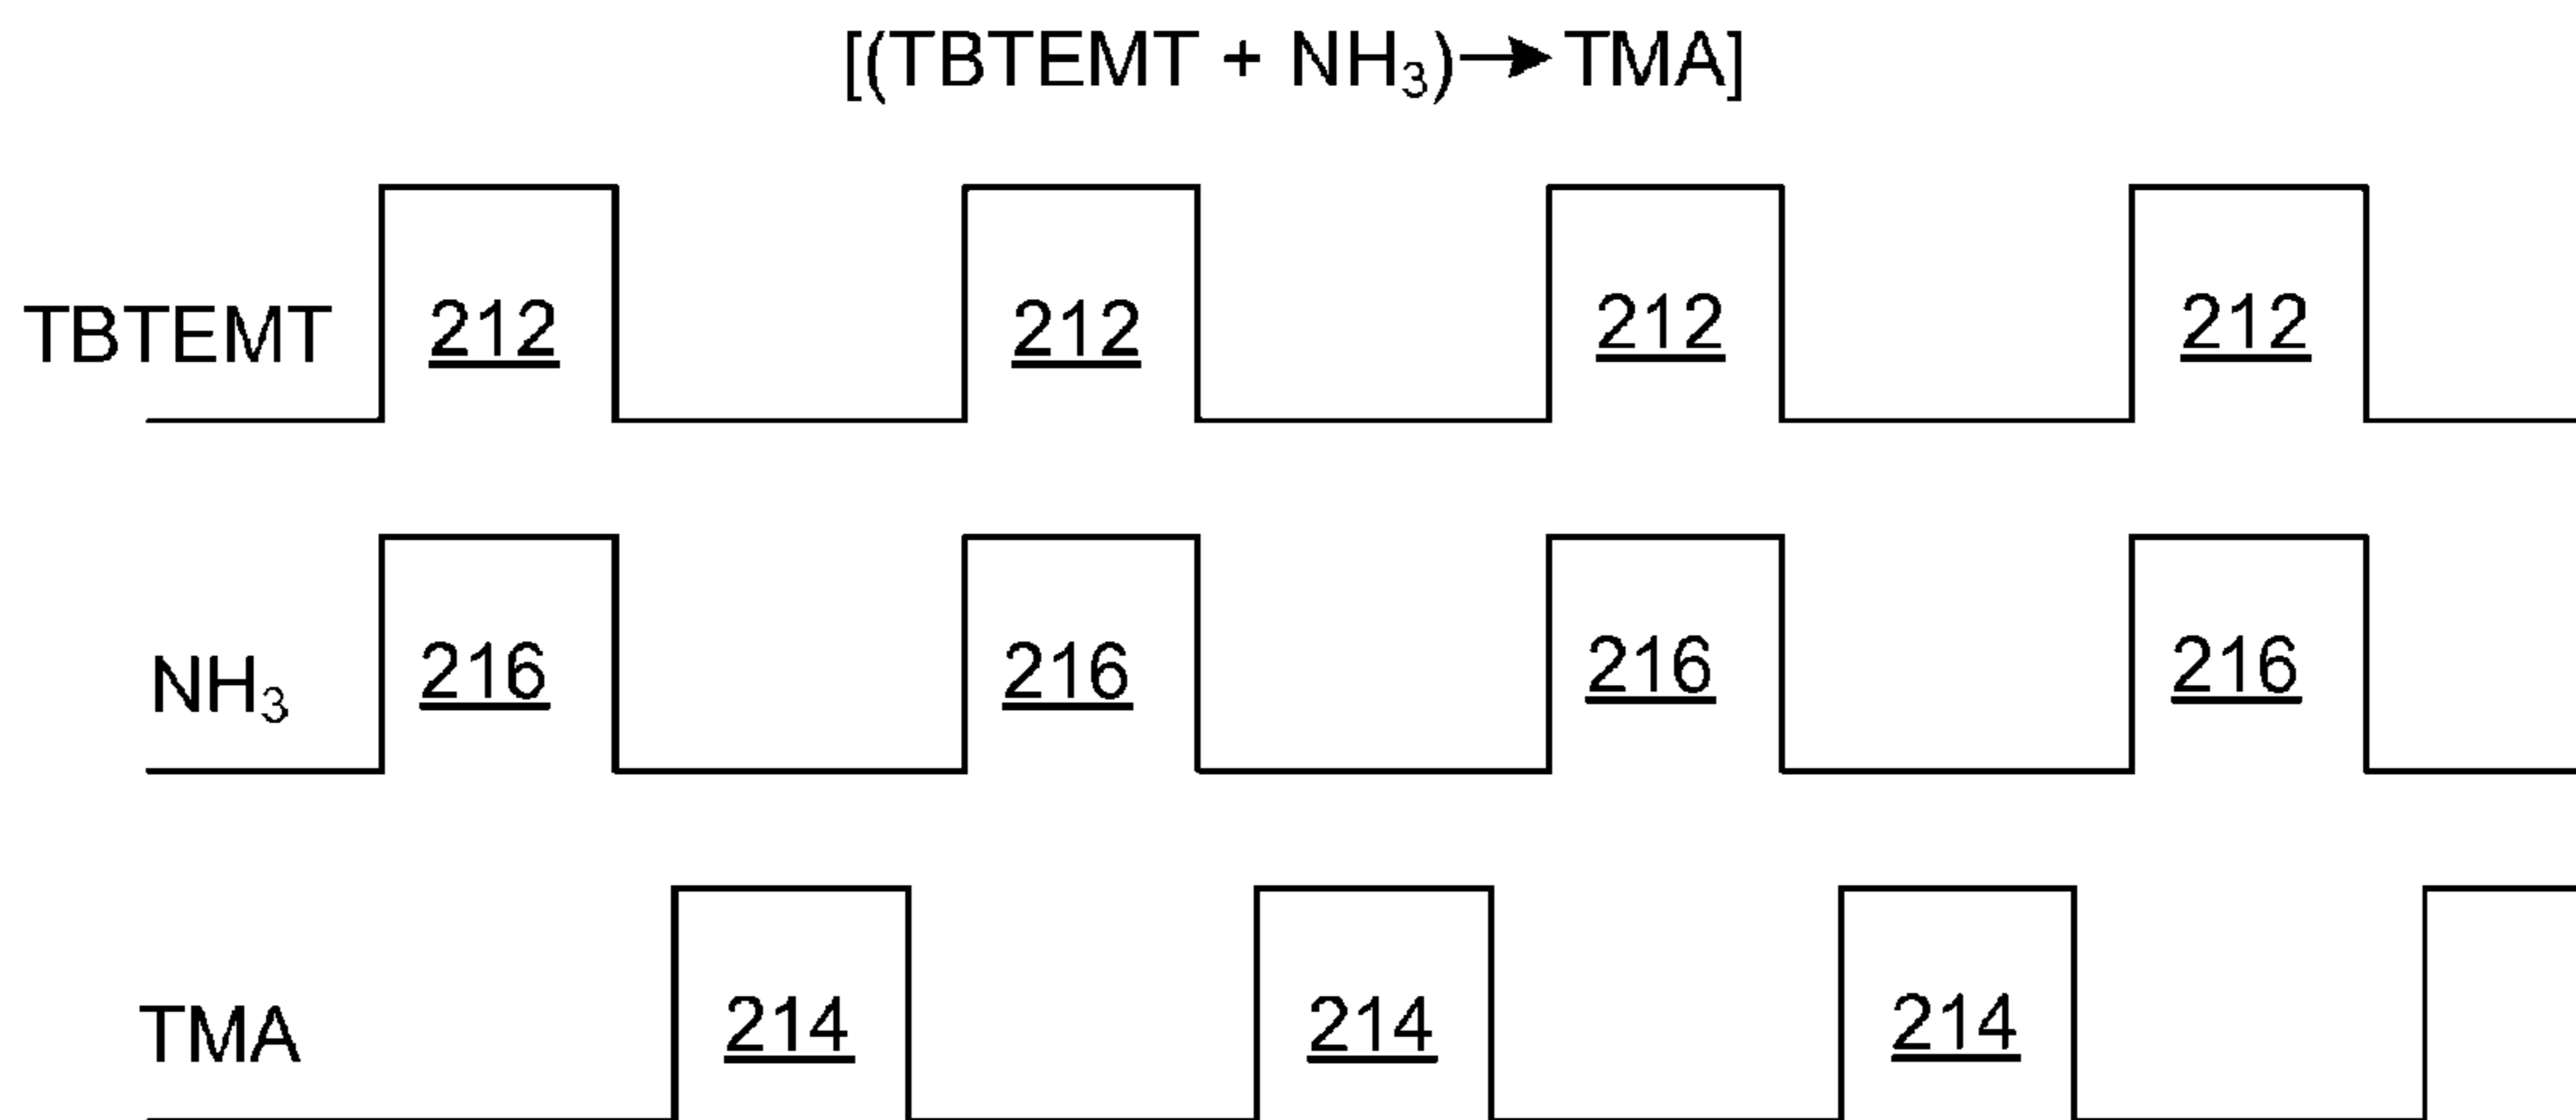 [(TBTEMT + NH₃)→TMA]
TBTEMT 212 212 212 212
NH₃ 216 216 216 216
TMA 214 214 214